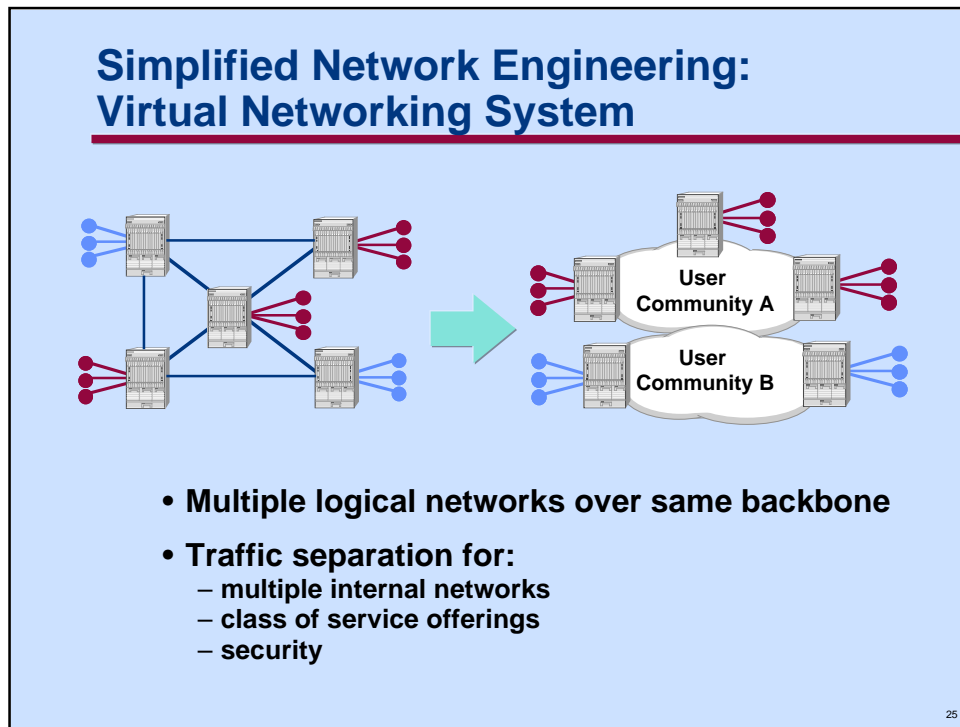 Simplified Network Engineering:
Virtual Networking System
User
Community A
User
Community B
• Multiple logical networks over same backbone
• Traffic separation for:
– multiple internal networks
– class of service offerings
– security
25